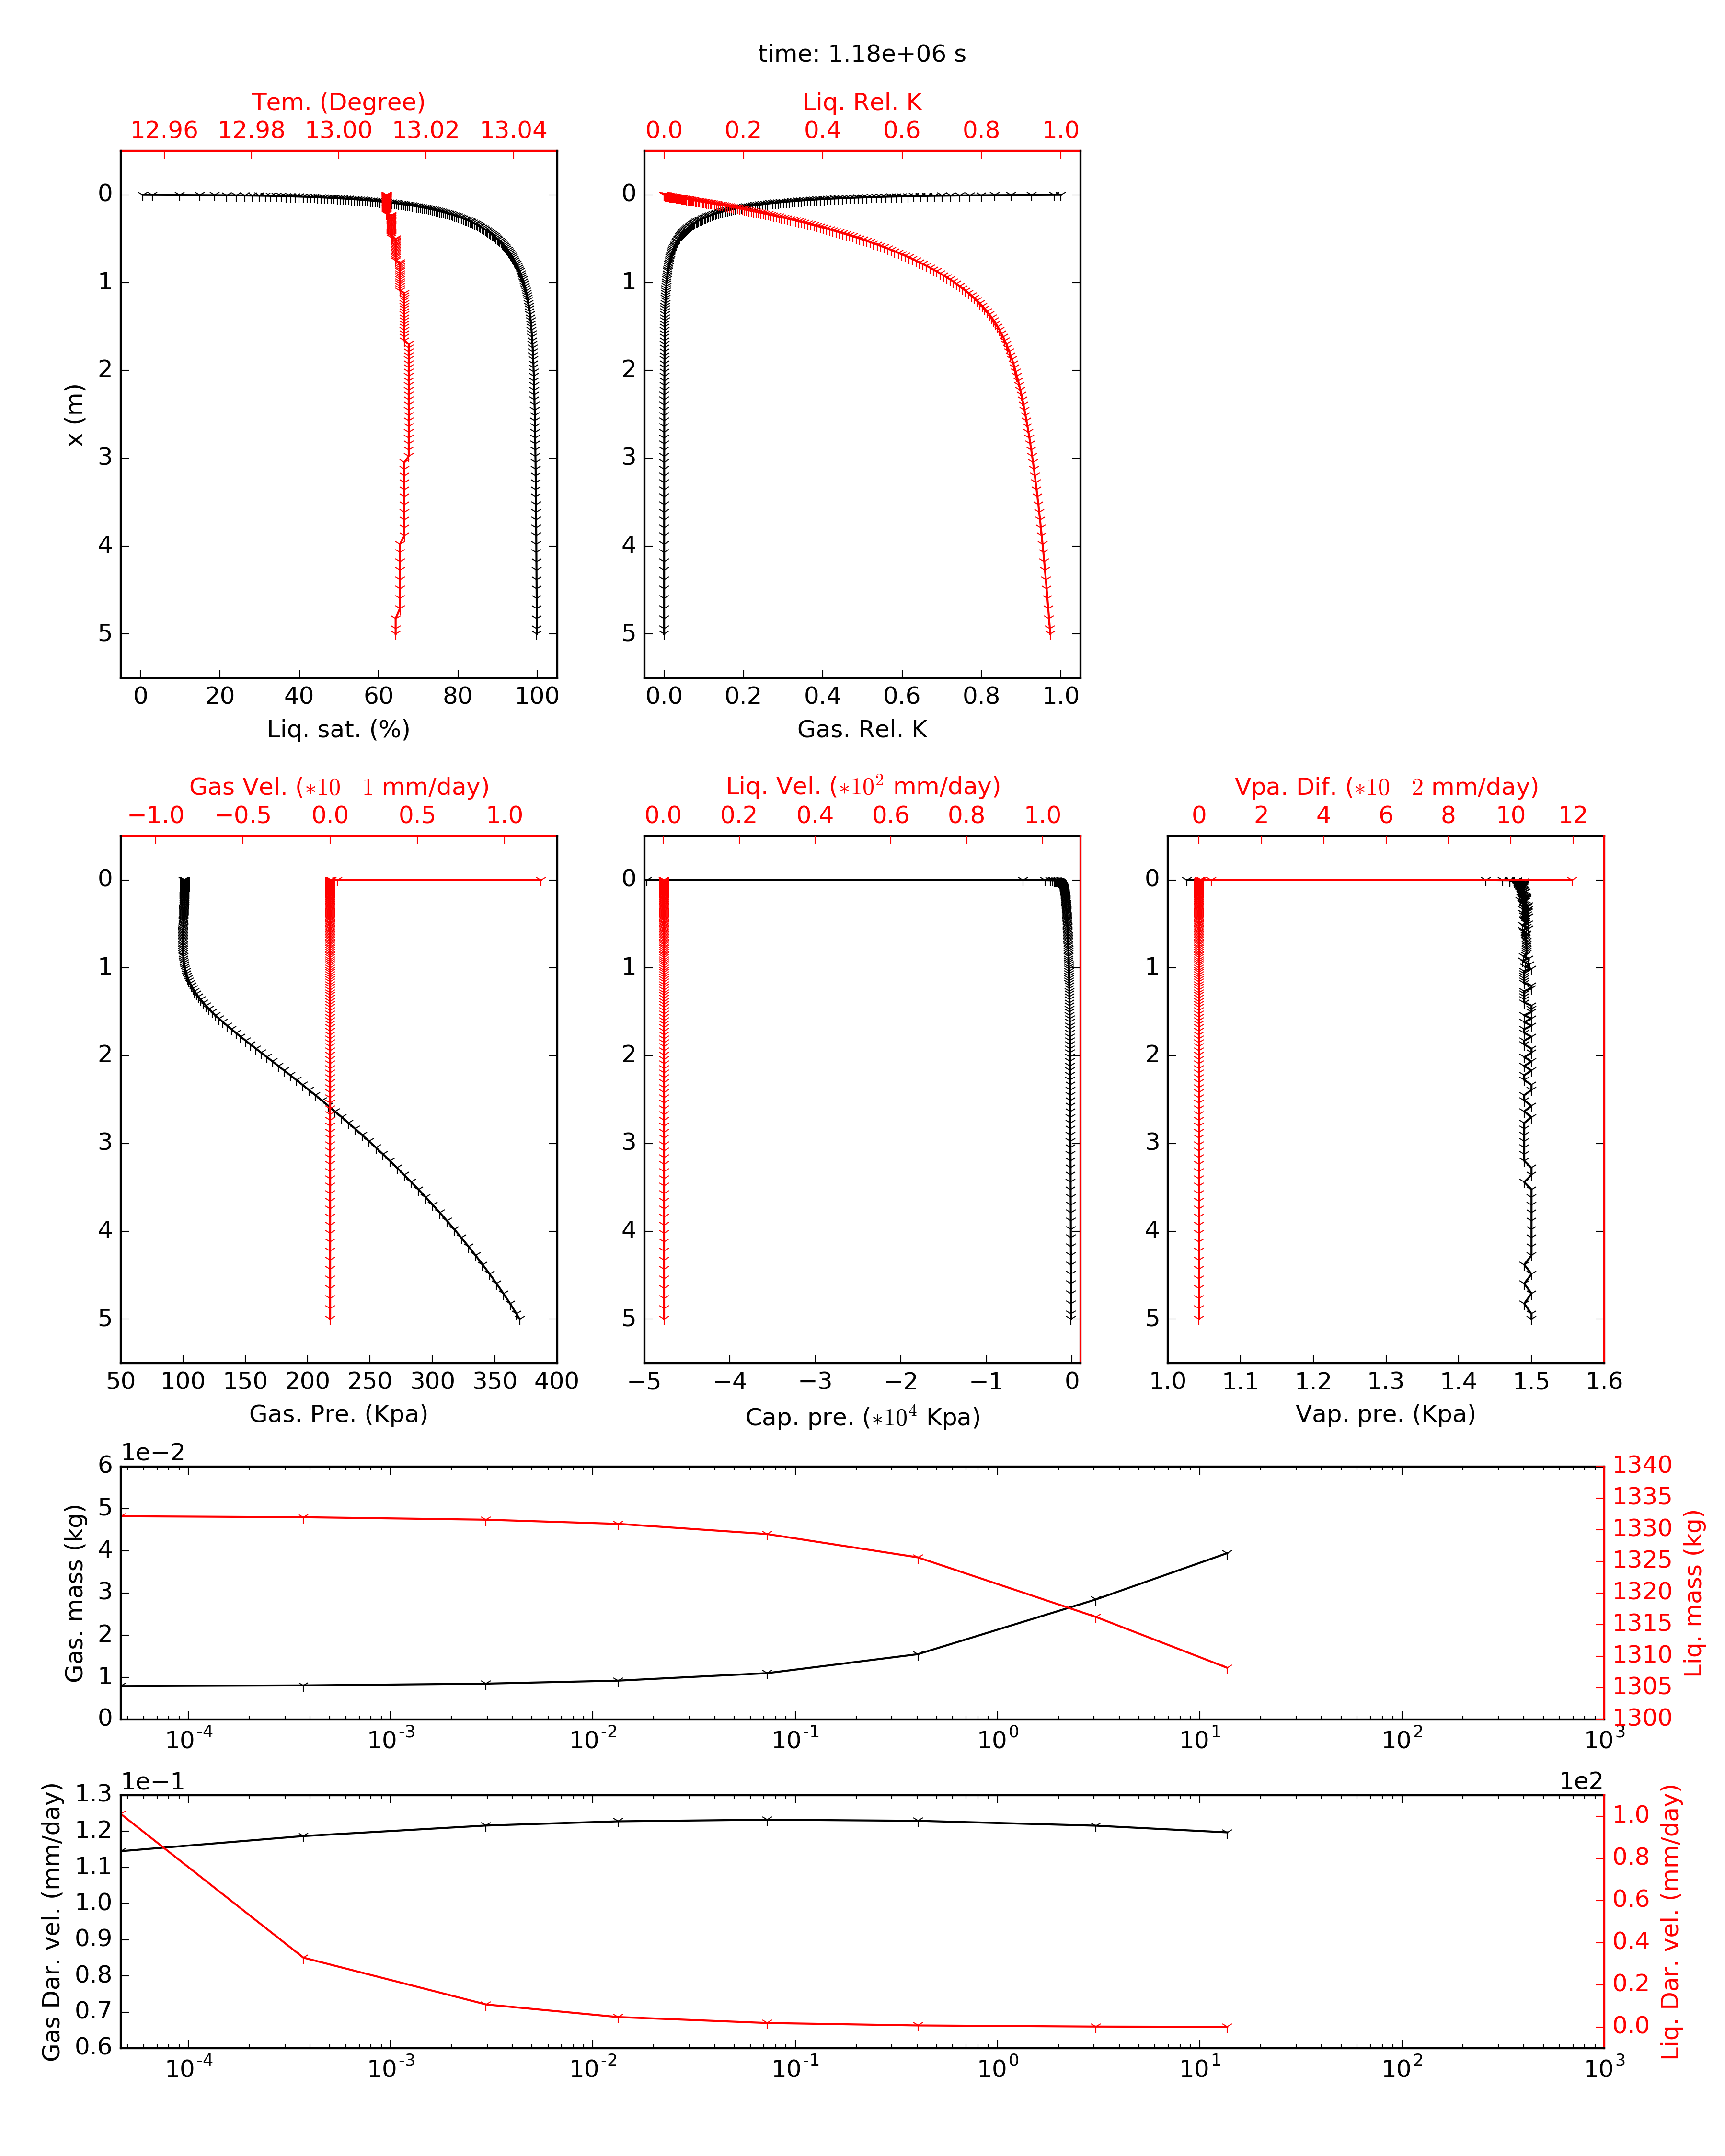 time: 1.18e+06 s
Tem. (Degree)
12.96 12.98 13.00 13.02 13.04
Liq. Rel. K
0.0 0.2 0.4 0.6 0.8 1.0
x (m)
0
1
2
3
4
5
0 20 40 60 80 100
Liq. sat. (%)
0
1
2
3
4
5
0.0 0.2 0.4 0.6 0.8 1.0
Gas. Rel. K
Gas Vel. (*10⁻1 mm/day)
−1.0 −0.5 0.0 0.5 1.0
Liq. Vel. (*10² mm/day)
0.0 0.2 0.4 0.6 0.8 1.0
Vpa. Dif. (*10⁻2 mm/day)
0 2 4 6 8 10 12
0
1
2
3
4
5
50 100 150 200 250 300 350 400
Gas. Pre. (Kpa)
0
1
2
3
4
5
−5 −4 −3 −2 −1 0
Cap. pre. (*10⁴ Kpa)
0
1
2
3
4
5
1.0 1.1 1.2 1.3 1.4 1.5 1.6
Vap. pre. (Kpa)
1e−2
Gas. mass (kg)
6
5
4
3
2
1
0
1340
1335
1330
1325
1320
1315
1310
1305
1300
Liq. mass (kg)
10⁻⁴ 10⁻³ 10⁻² 10⁻¹ 10⁰ 10¹ 10² 10³
1e−1
1e2
Gas Dar. vel. (mm/day)
1.3
1.2
1.1
1.0
0.9
0.8
0.7
0.6
1.0
0.8
0.6
0.4
0.2
0.0
Liq. Dar. vel. (mm/day)
10⁻⁴ 10⁻³ 10⁻² 10⁻¹ 10⁰ 10¹ 10² 10³